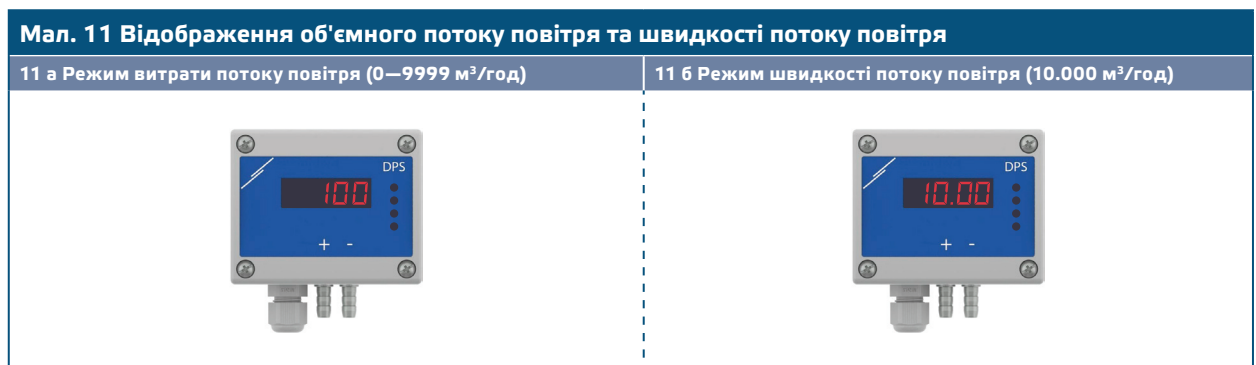 Мал. 11 Відображення об'ємного потоку повітря та швидкості потоку повітря
11 а Режим витрати потоку повітря (0—9999 м³/год)
11 б Режим швидкості потоку повітря (10.000 м³/год)
DPS
100
+ -
DPS
10.00
+ -